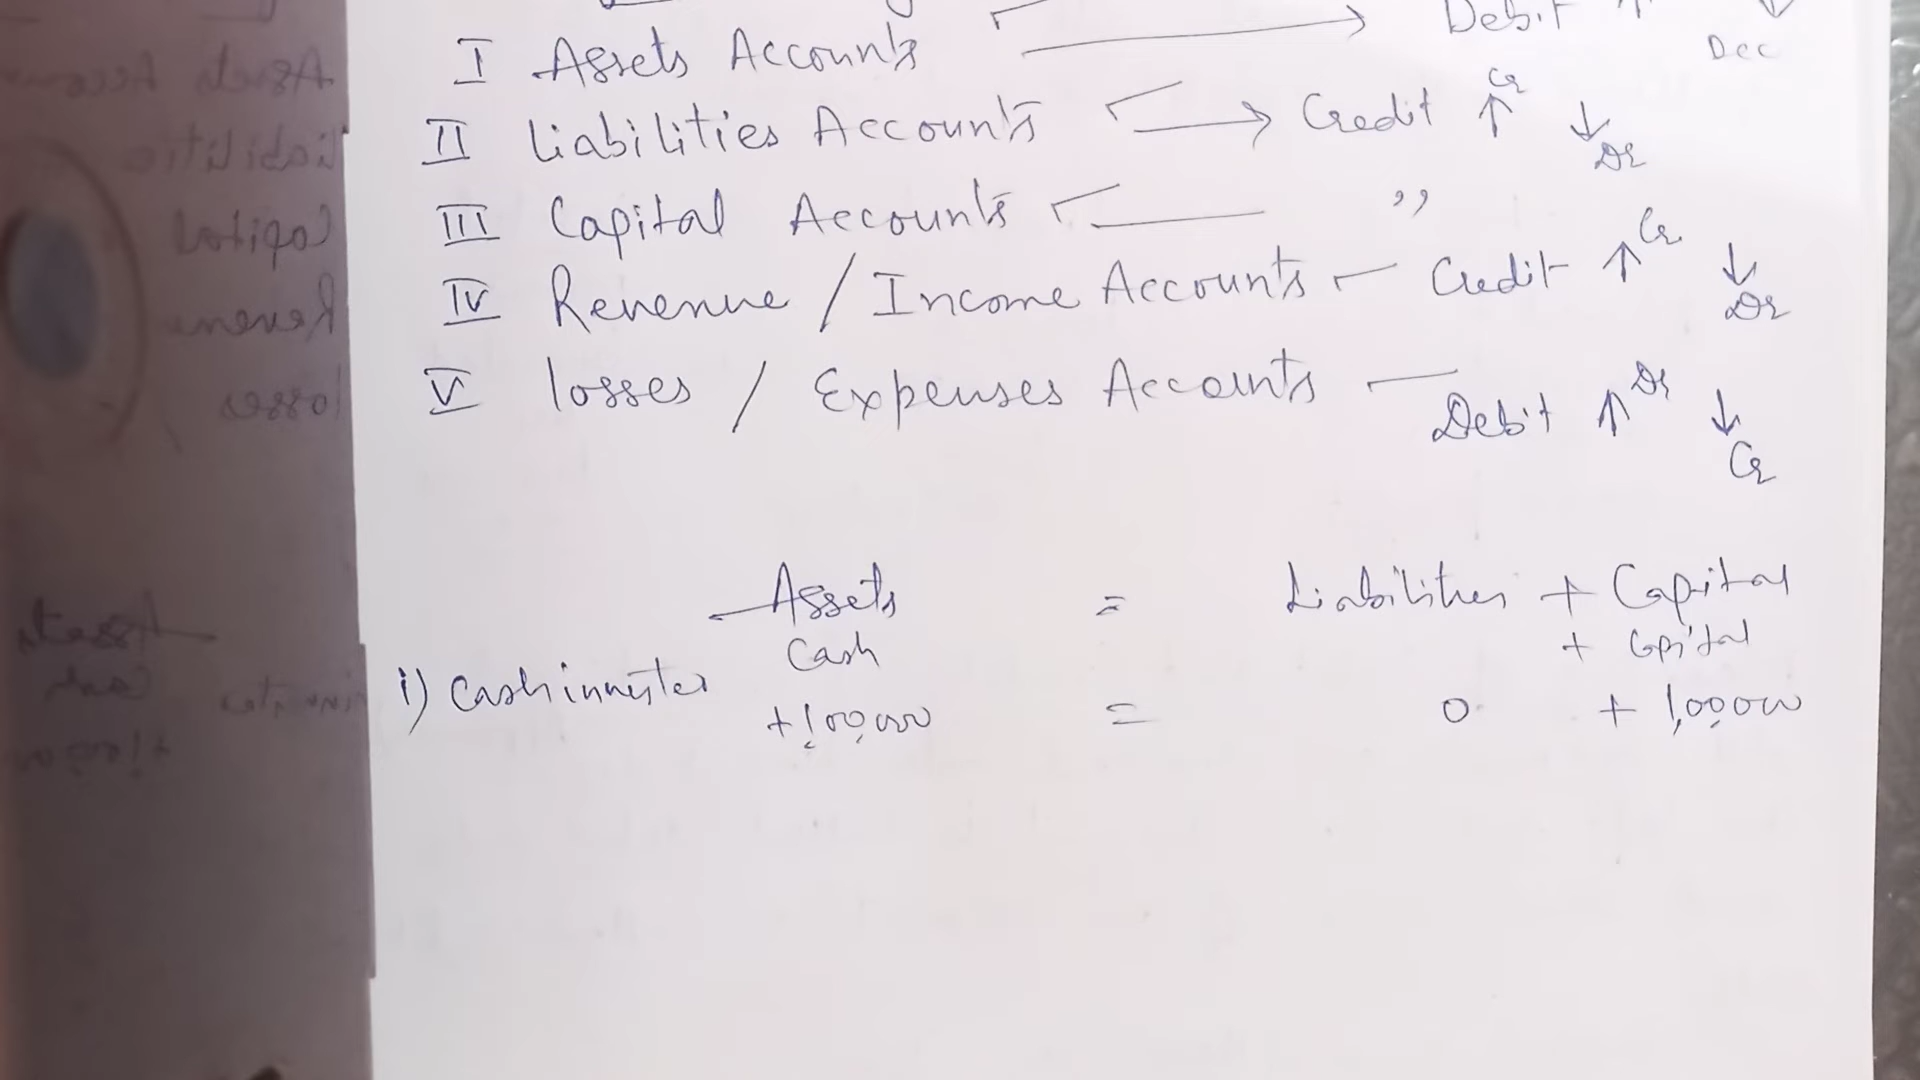 I Assets Accounts Debit ↑ ↓
Dec
II Liabilities Accounts Credit ↑ Cr ↓ Dr
III Capital Accounts ”
IV Revenue / Income Accounts – Credit ↑ Cr ↓ Dr
V losses / Expenses Accounts – Debit ↑ Dr ↓ Cr
Assets = Liabilities + Capital
Cash + Capital
i) Cash
+1,00,000 = 0 + 1,00,000